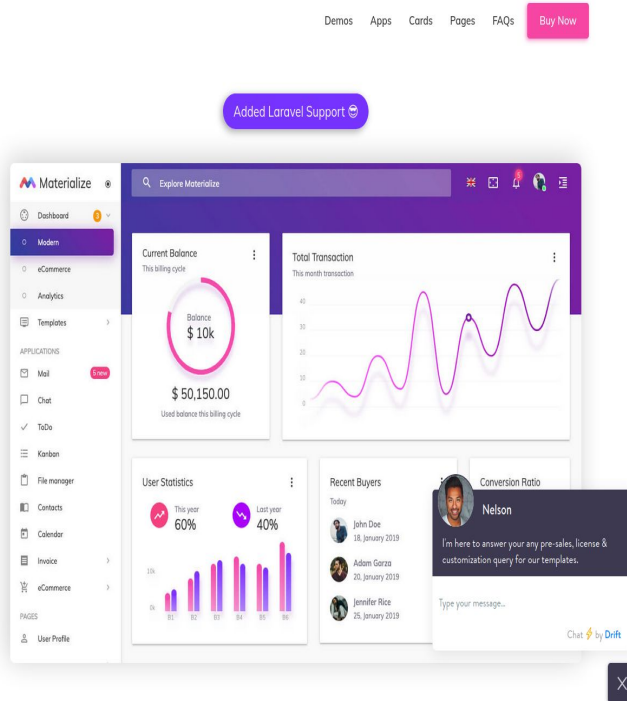 Demos Apps Cards Pages FAQs Buy Now
Added Laravel Support 😎
Materialize
Explore Materialize
5
Dashboard 3
Modern
eCommerce
Analytics
Templates
APPLICATIONS
Mail 5 new
Chat
ToDo
Kanban
File manager
Contacts
Calendar
Invoice
eCommerce
PAGES
User Profile
Current Balance
This billing cycle
Balance
$ 10k
$ 50,150.00
Used balance this billing cycle
Total Transaction
This month transaction
40
30
20
10
0
User Statistics
This year
60%
Last year
40%
10k
0k
B1 B2 B3 B4 B5 B6
Recent Buyers
Today
John Doe
18, January 2019
Adam Garza
20, January 2019
Jennifer Rice
25, January 2019
Conversion Ratio
Nelson
I'm here to answer your any pre-sales, license &
customization query for our templates.
Type your message...
Chat ⚡ by Drift
X